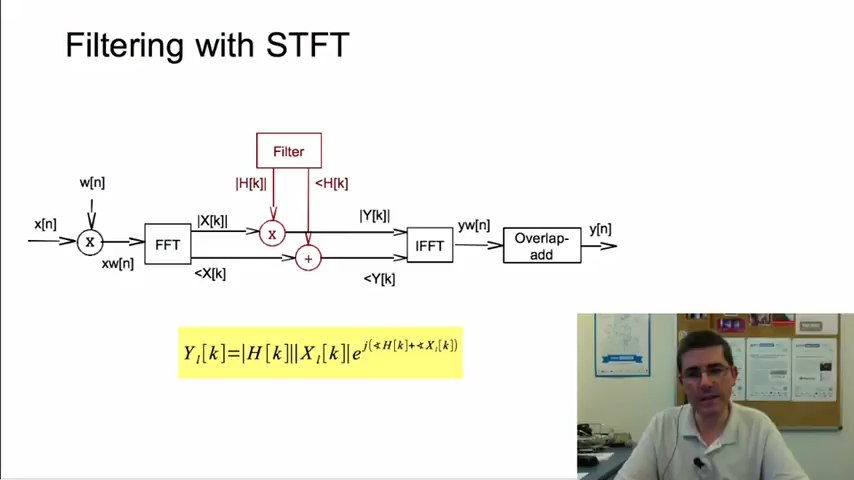 Filtering with STFT
Filter
w[n]
|H[k]|
<H[k]
x[n]
|X[k]|
|Y[k]|
yw[n]
y[n]
x
x
FFT
IFFT
Overlap-
add
xw[n]
<X[k]
+
<Y[k]
Y_l[k]=|H[k]||X_l[k]|e^{j(∢H[k]+∢X_l[k])}